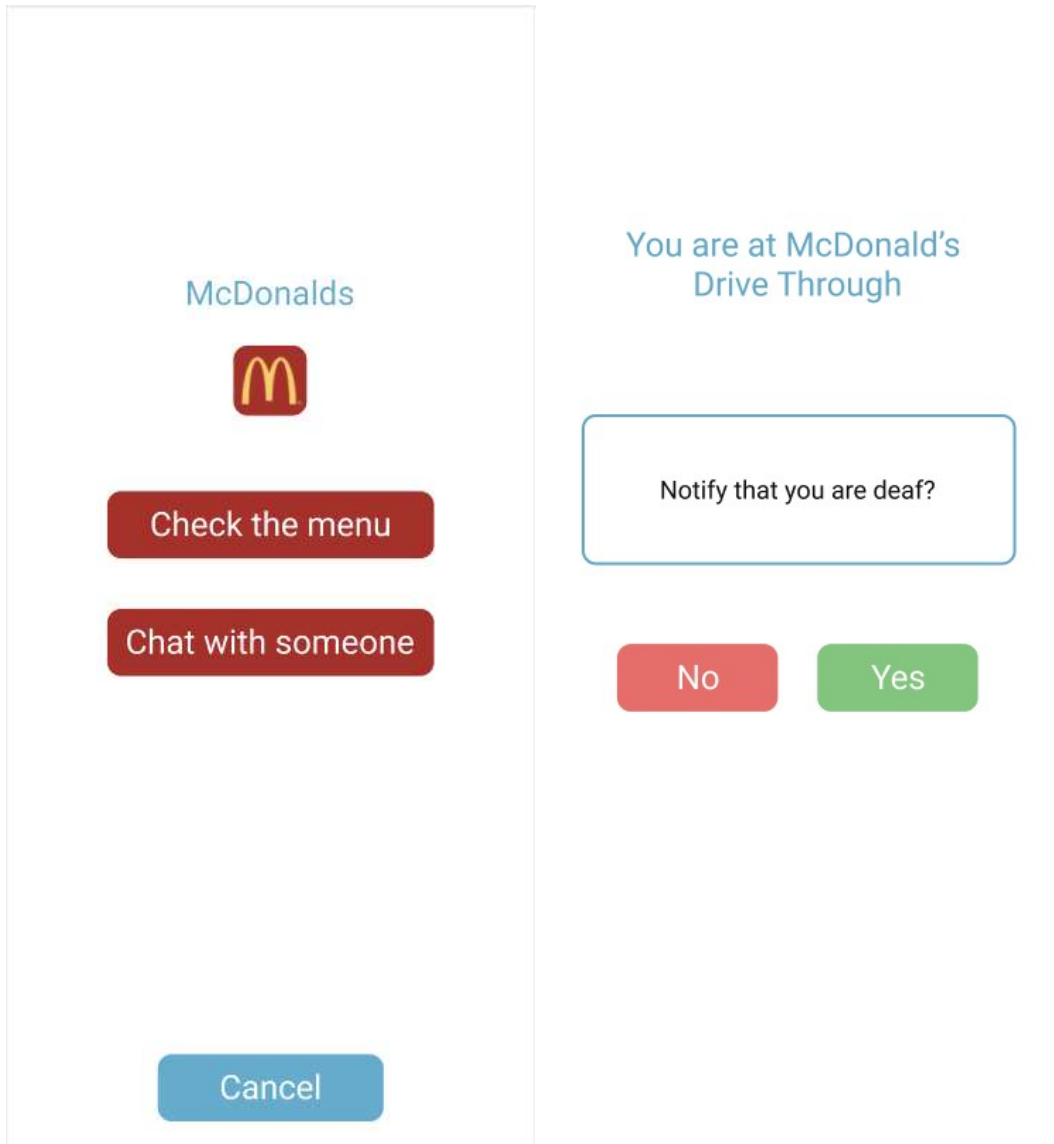 McDonalds
Check the menu
Chat with someone
Cancel
You are at McDonald’s
Drive Through
Notify that you are deaf?
No
Yes